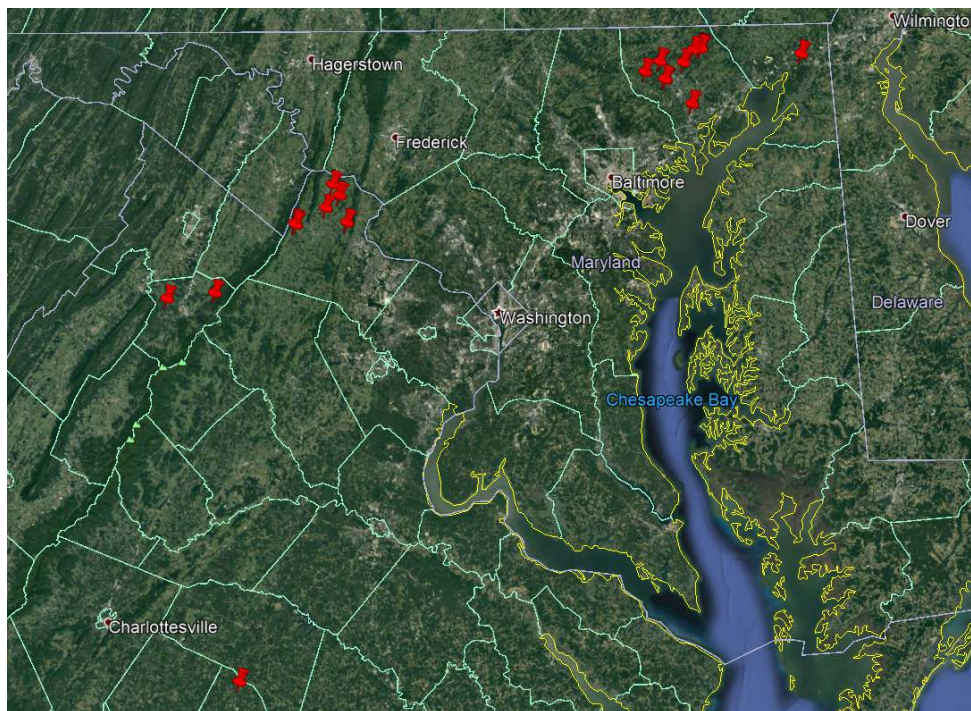 Wilmingto
Hagerstown
Frederick
Baltimore
Dover
Maryland
Delaware
Washington
Chesapeake Bay
Charlottesville